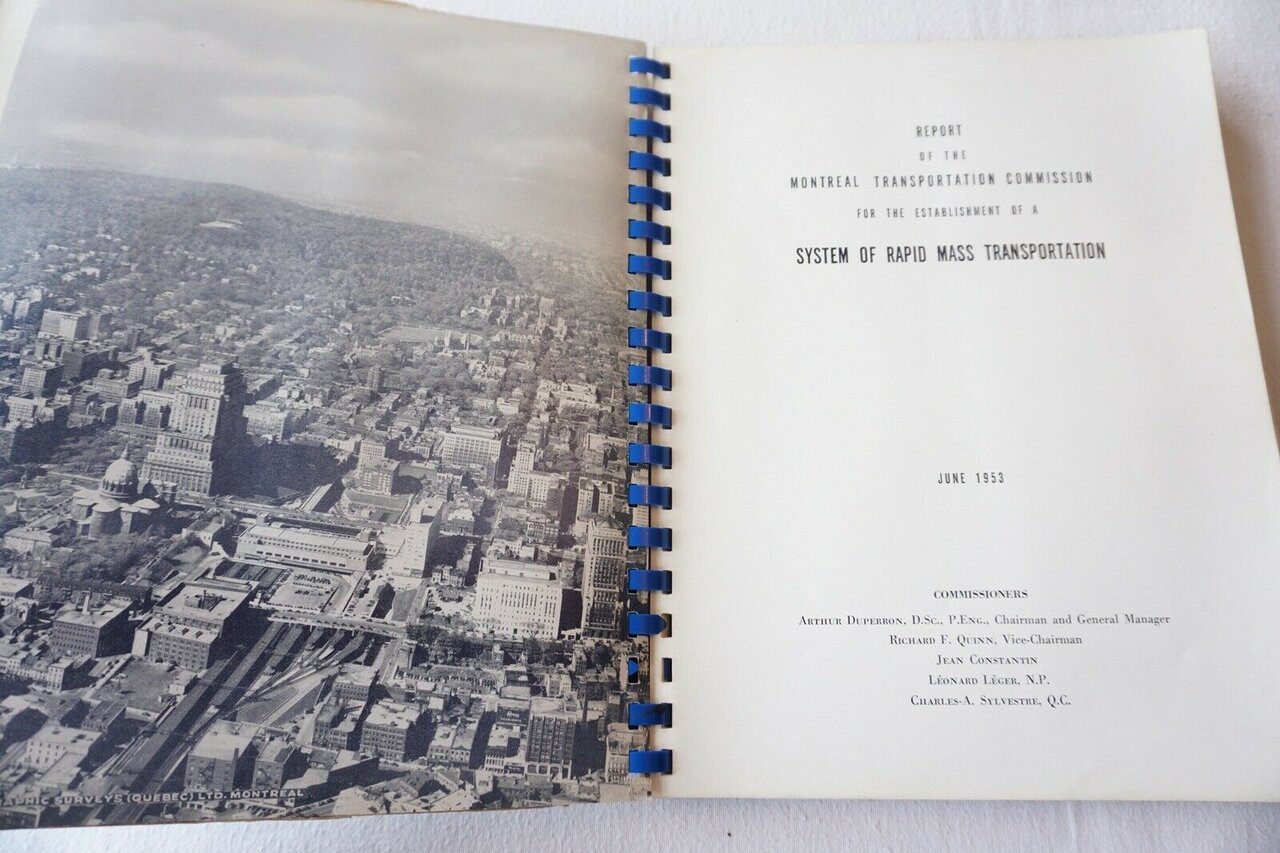 APHIC SURVEYS (QUEBEC) LTD. MONTREAL
REPORT
OF THE
MONTREAL TRANSPORTATION COMMISSION
FOR THE ESTABLISHMENT OF A
SYSTEM OF RAPID MASS TRANSPORTATION
JUNE 1953
COMMISSIONERS
Arthur Duperron, D.Sc., P.Eng., Chairman and General Manager
Richard F. Quinn, Vice-Chairman
Jean Constantin
Léonard Léger, N.P.
Charles-A. Sylvestre, Q.C.